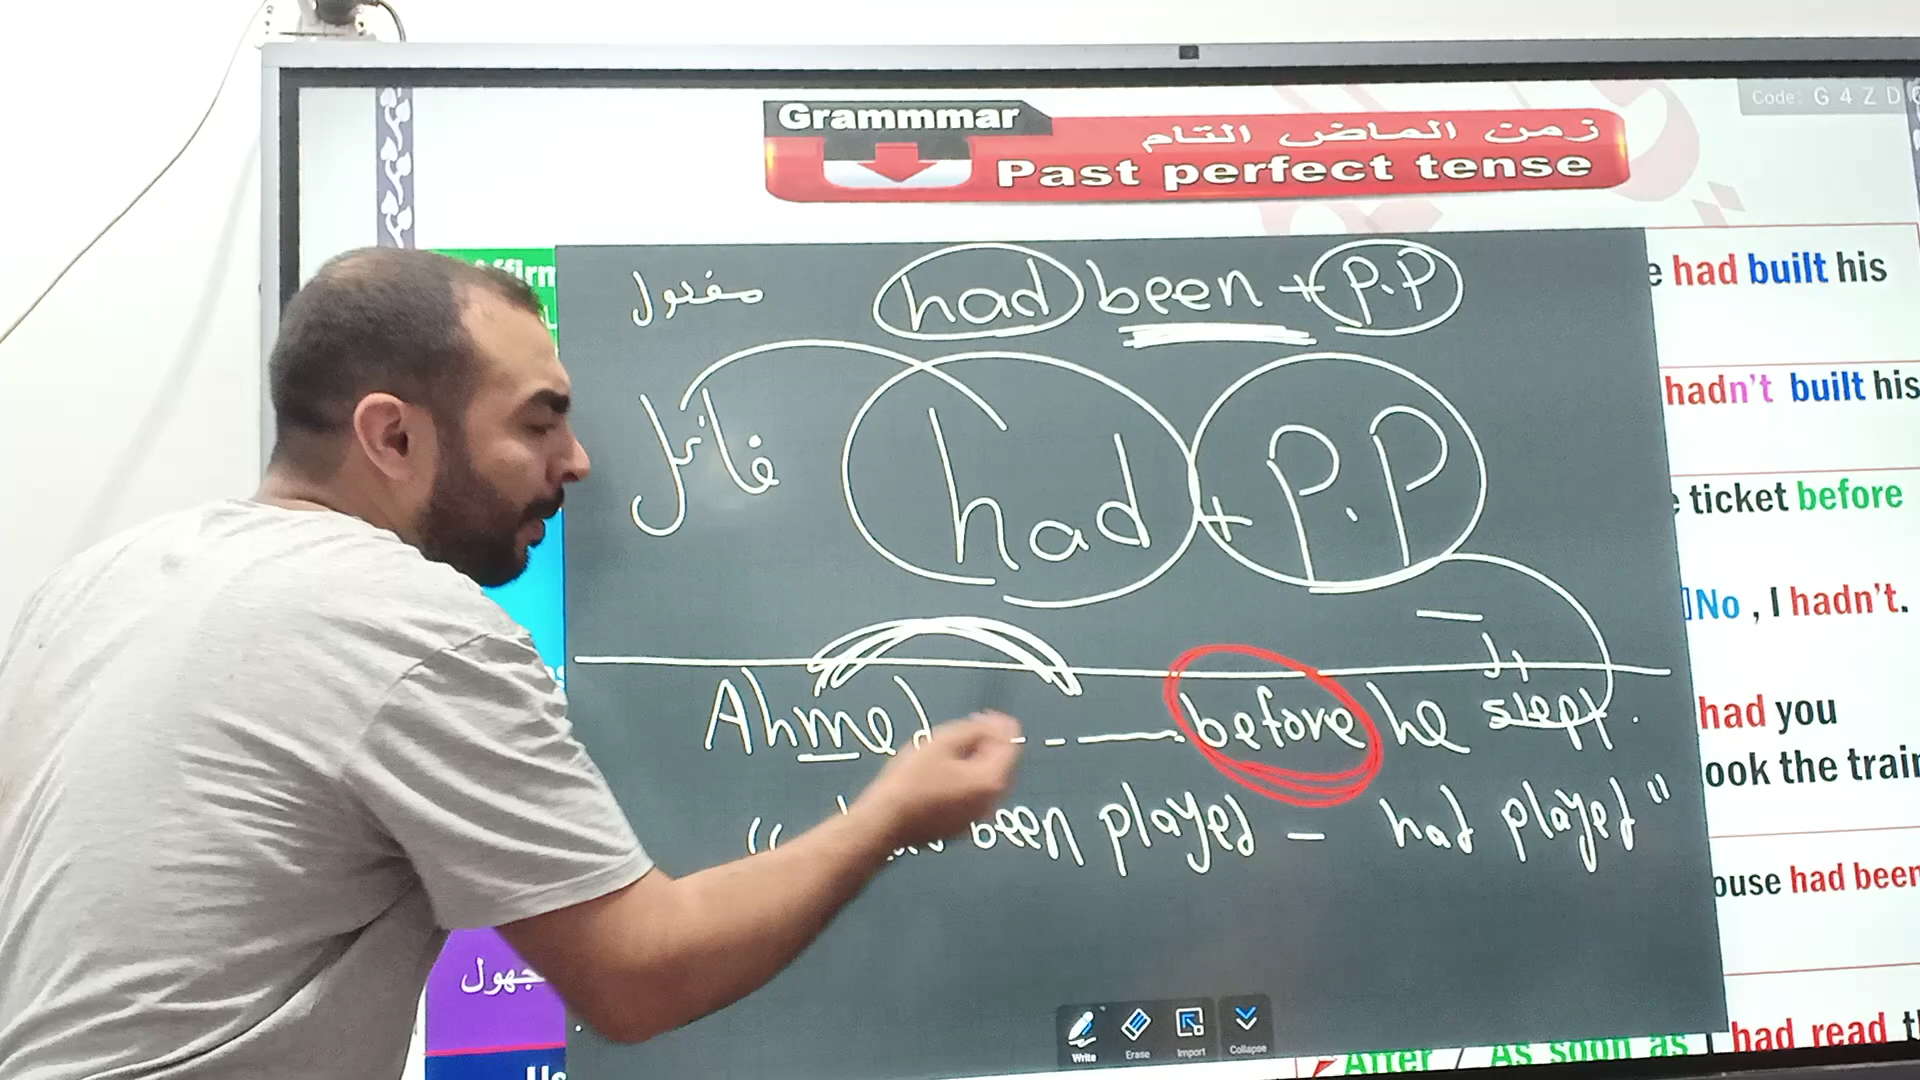 Code: G 4 Z D
Grammmar
زمن الماض التام
Past perfect tense
مفعول had been + P.P
had built his
فاعل had + P.P
hadn't built his
ticket before
No , I hadn't.
Ahmed ------ before he slept.
had you
ook the train
been played - had played"
ouse had been
جهول
Write Erase Import Collapse
After / As soon as
had read